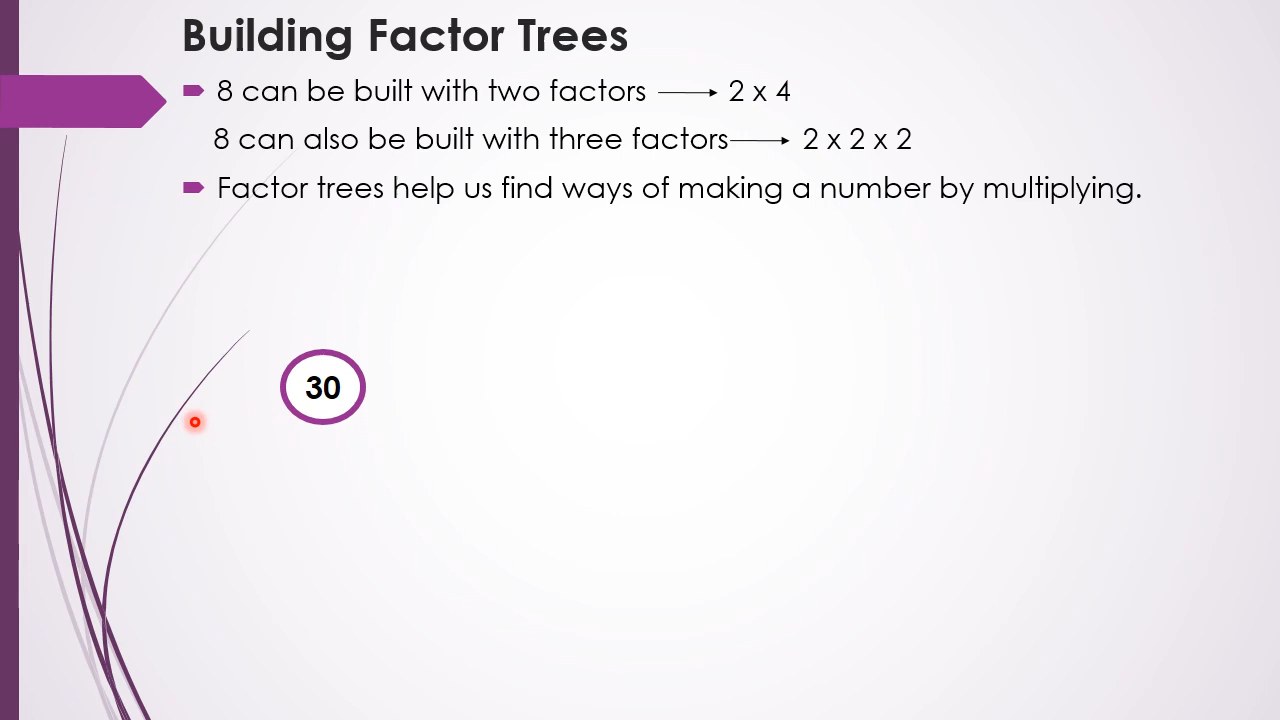 Building Factor Trees
8 can be built with two factors → 2 x 4
8 can also be built with three factors → 2 x 2 x 2
Factor trees help us find ways of making a number by multiplying.
30